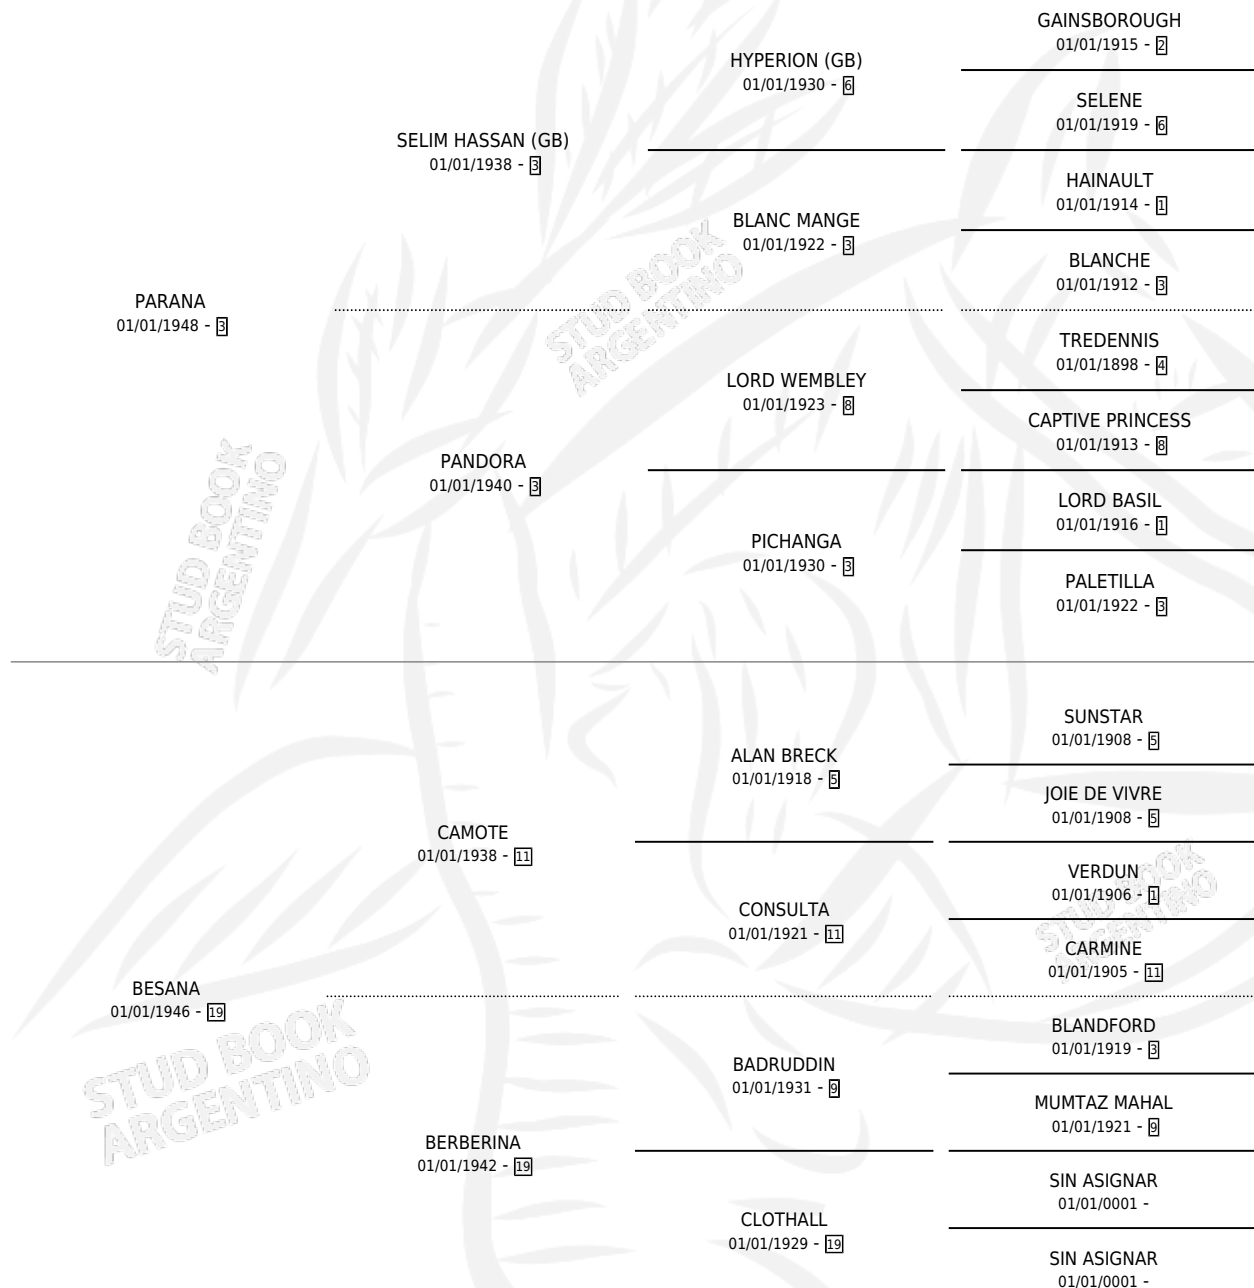 GAINSBOROUGH
01/01/1915 - 2
HYPERION (GB)
01/01/1930 - 6
SELENE
01/01/1919 - 6
SELIM HASSAN (GB)
01/01/1938 - 3
HAINAULT
01/01/1914 - 1
BLANC MANGE
01/01/1922 - 3
BLANCHE
01/01/1912 - 3
PARANA
01/01/1948 - 3
TREDENNIS
01/01/1898 - 4
LORD WEMBLEY
01/01/1923 - 8
CAPTIVE PRINCESS
01/01/1913 - 8
PANDORA
01/01/1940 - 3
LORD BASIL
01/01/1916 - 1
PICHANGA
01/01/1930 - 3
PALETILLA
01/01/1922 - 3
SUNSTAR
01/01/1908 - 5
ALAN BRECK
01/01/1918 - 5
JOIE DE VIVRE
01/01/1908 - 5
CAMOTE
01/01/1938 - 11
VERDUN
01/01/1906 - 1
CONSULTA
01/01/1921 - 11
CARMINE
01/01/1905 - 11
BESANA
01/01/1946 - 19
BLANDFORD
01/01/1919 - 3
BADRUDDIN
01/01/1931 - 9
MUMTAZ MAHAL
01/01/1921 - 9
BERBERINA
01/01/1942 - 19
SIN ASIGNAR
01/01/0001 -
CLOTHALL
01/01/1929 - 19
SIN ASIGNAR
01/01/0001 -
STUD BOOK
ARGENTINO
STUD BOOK
ARGENTINO
STUD BOOK
ARGENTINO
STUD BOOK
ARGENTINO